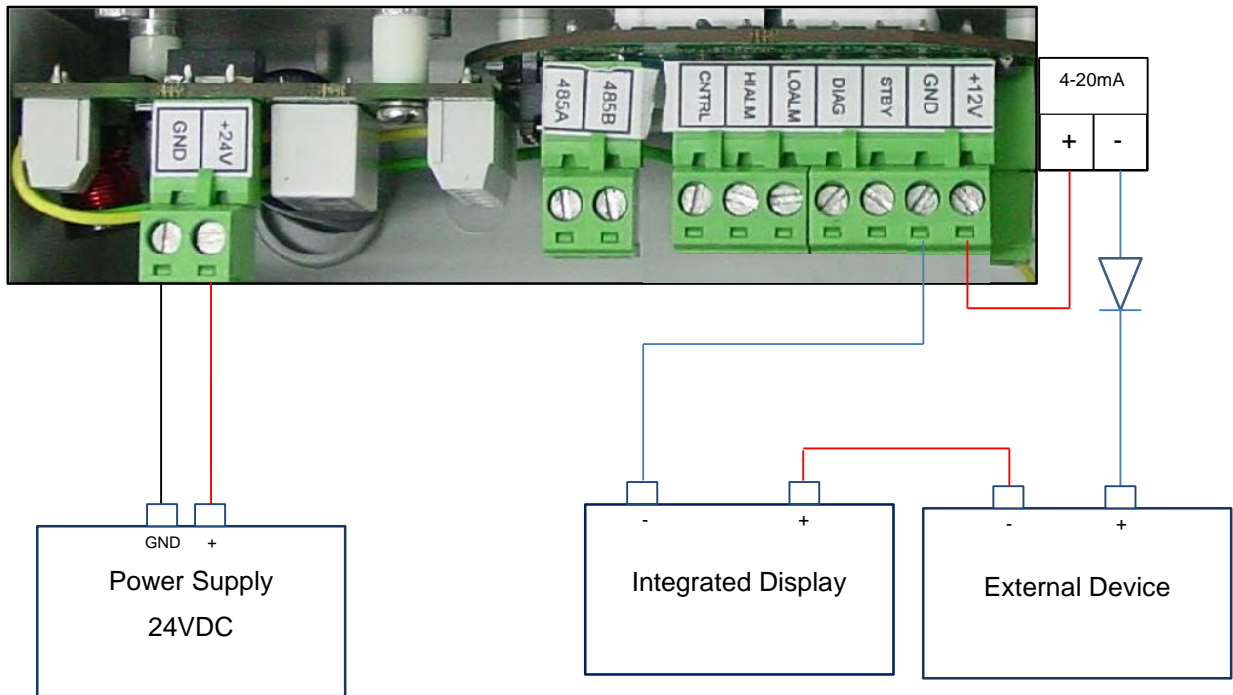 GND
+24V
485A
485B
CNTRL
HIALM
LOALM
DIAG
STBY
GND
+12V
4-20mA
+ -
GND +
Power Supply
24VDC
- +
Integrated Display
- +
External Device